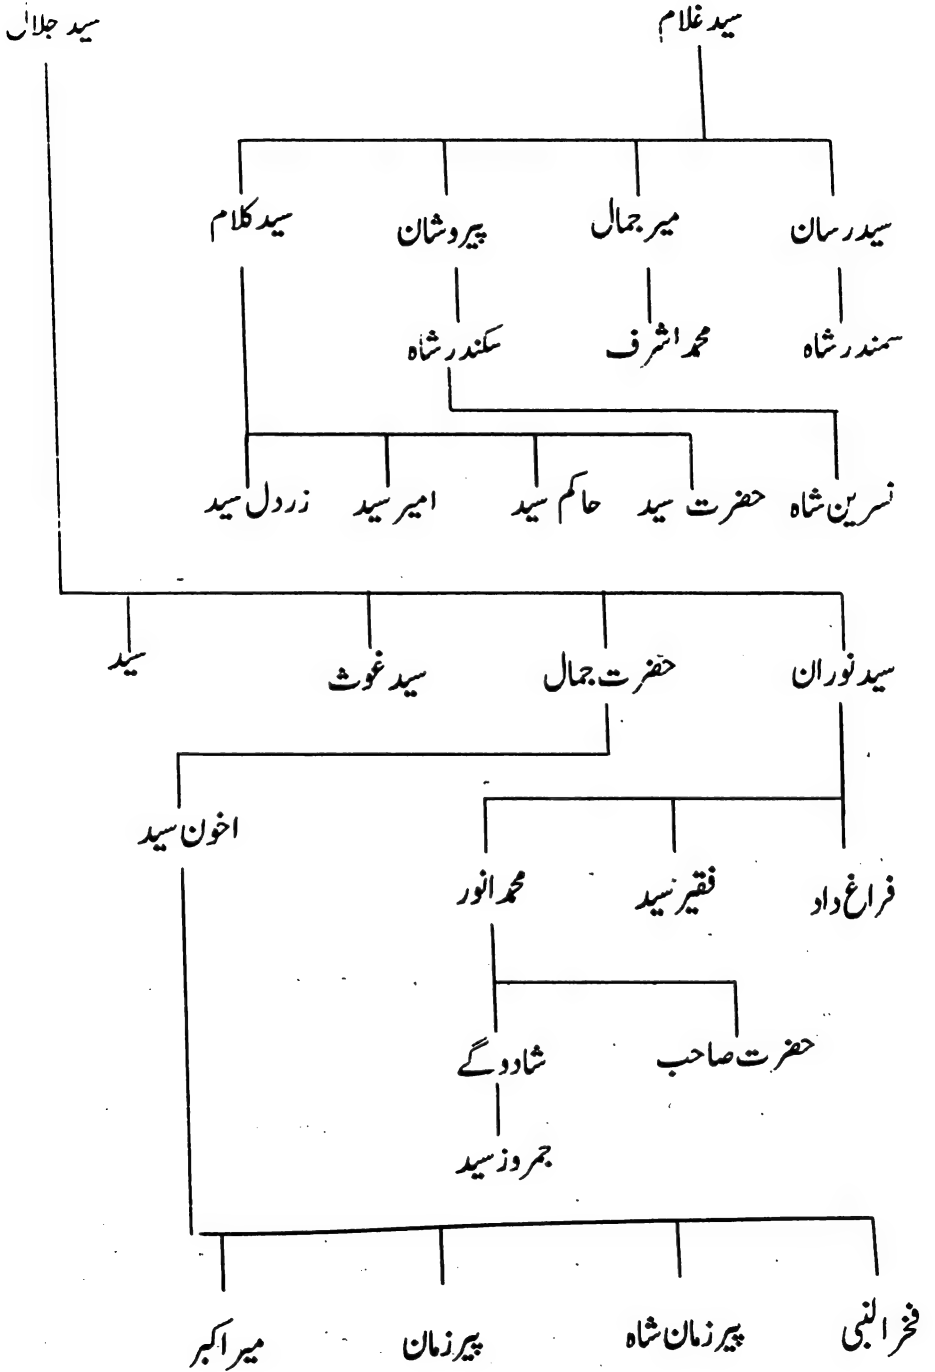 سید غلام
سید جلال
سید رسان
میر جمال
پیروشان
سید کلام
سمندر شاہ
محمد اشرف
سکندر شاہ
نسرین شاہ
حضرت سید
حاکم سید
امیر سید
زردل سید
سید نوران
حضرت جمال
سید غوث
سید
اخون سید
فراغ داد
فقیر سید
محمد انور
حضرت صاحب
شادوگے
جمروز سید
فخر النبی
پیر زمان شاہ
پیر زمان
میر اکبر